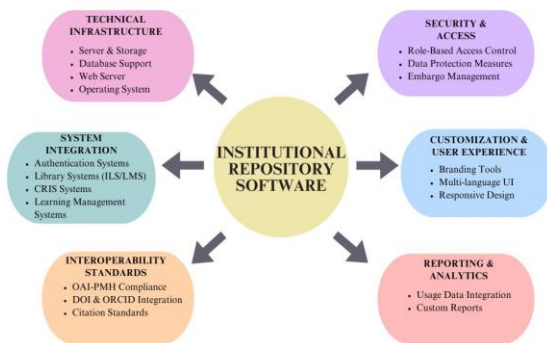 TECHNICAL
INFRASTRUCTURE
• Server & Storage
• Database Support
• Web Server
• Operating System
SECURITY &
ACCESS
• Role-Based Access Control
• Data Protection Measures
• Embargo Management
SYSTEM
INTEGRATION
• Authentication Systems
• Library Systems (ILS/LMS)
• CRIS Systems
• Learning Management
Systems
INSTITUTIONAL
REPOSITORY
SOFTWARE
CUSTOMIZATION &
USER EXPERIENCE
• Branding Tools
• Multi-language UI
• Responsive Design
INTEROPERABILITY
STANDARDS
• OAI-PMH Compliance
• DOI & ORCID Integration
• Citation Standards
REPORTING &
ANALYTICS
• Usage Data Integration
• Custom Reports